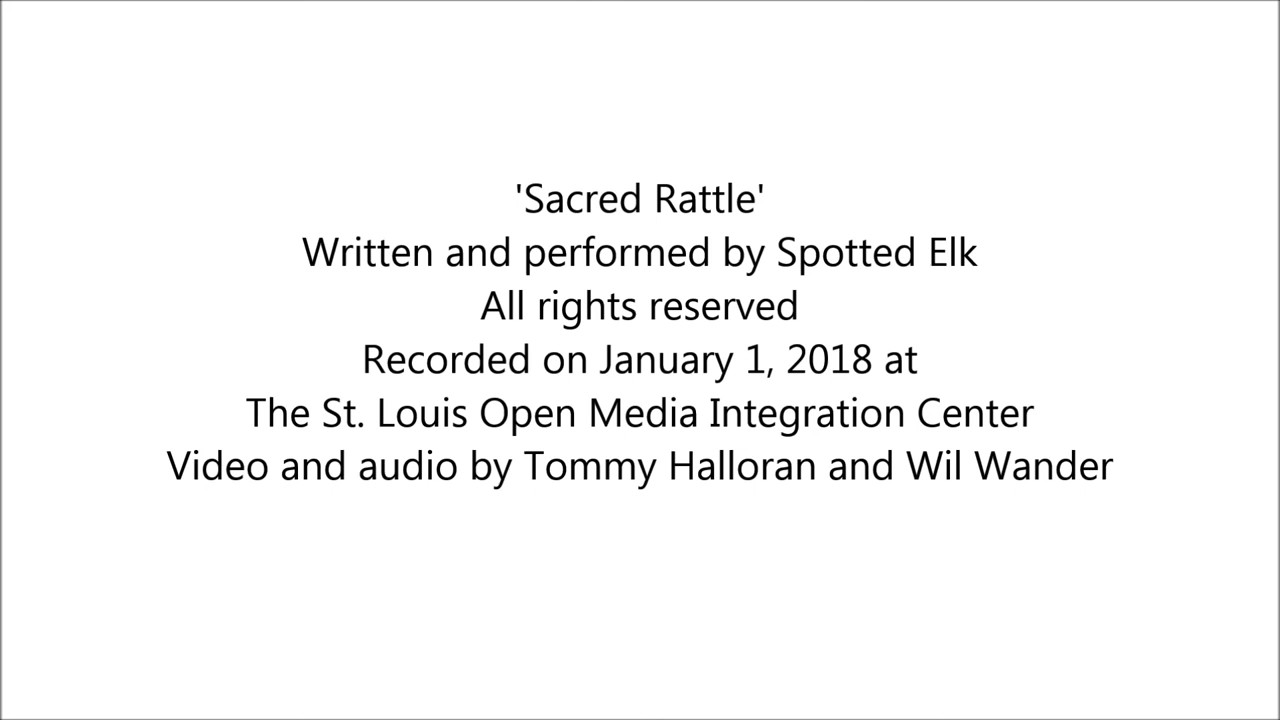 'Sacred Rattle'
Written and performed by Spotted Elk
All rights reserved
Recorded on January 1, 2018 at
The St. Louis Open Media Integration Center
Video and audio by Tommy Halloran and Wil Wander